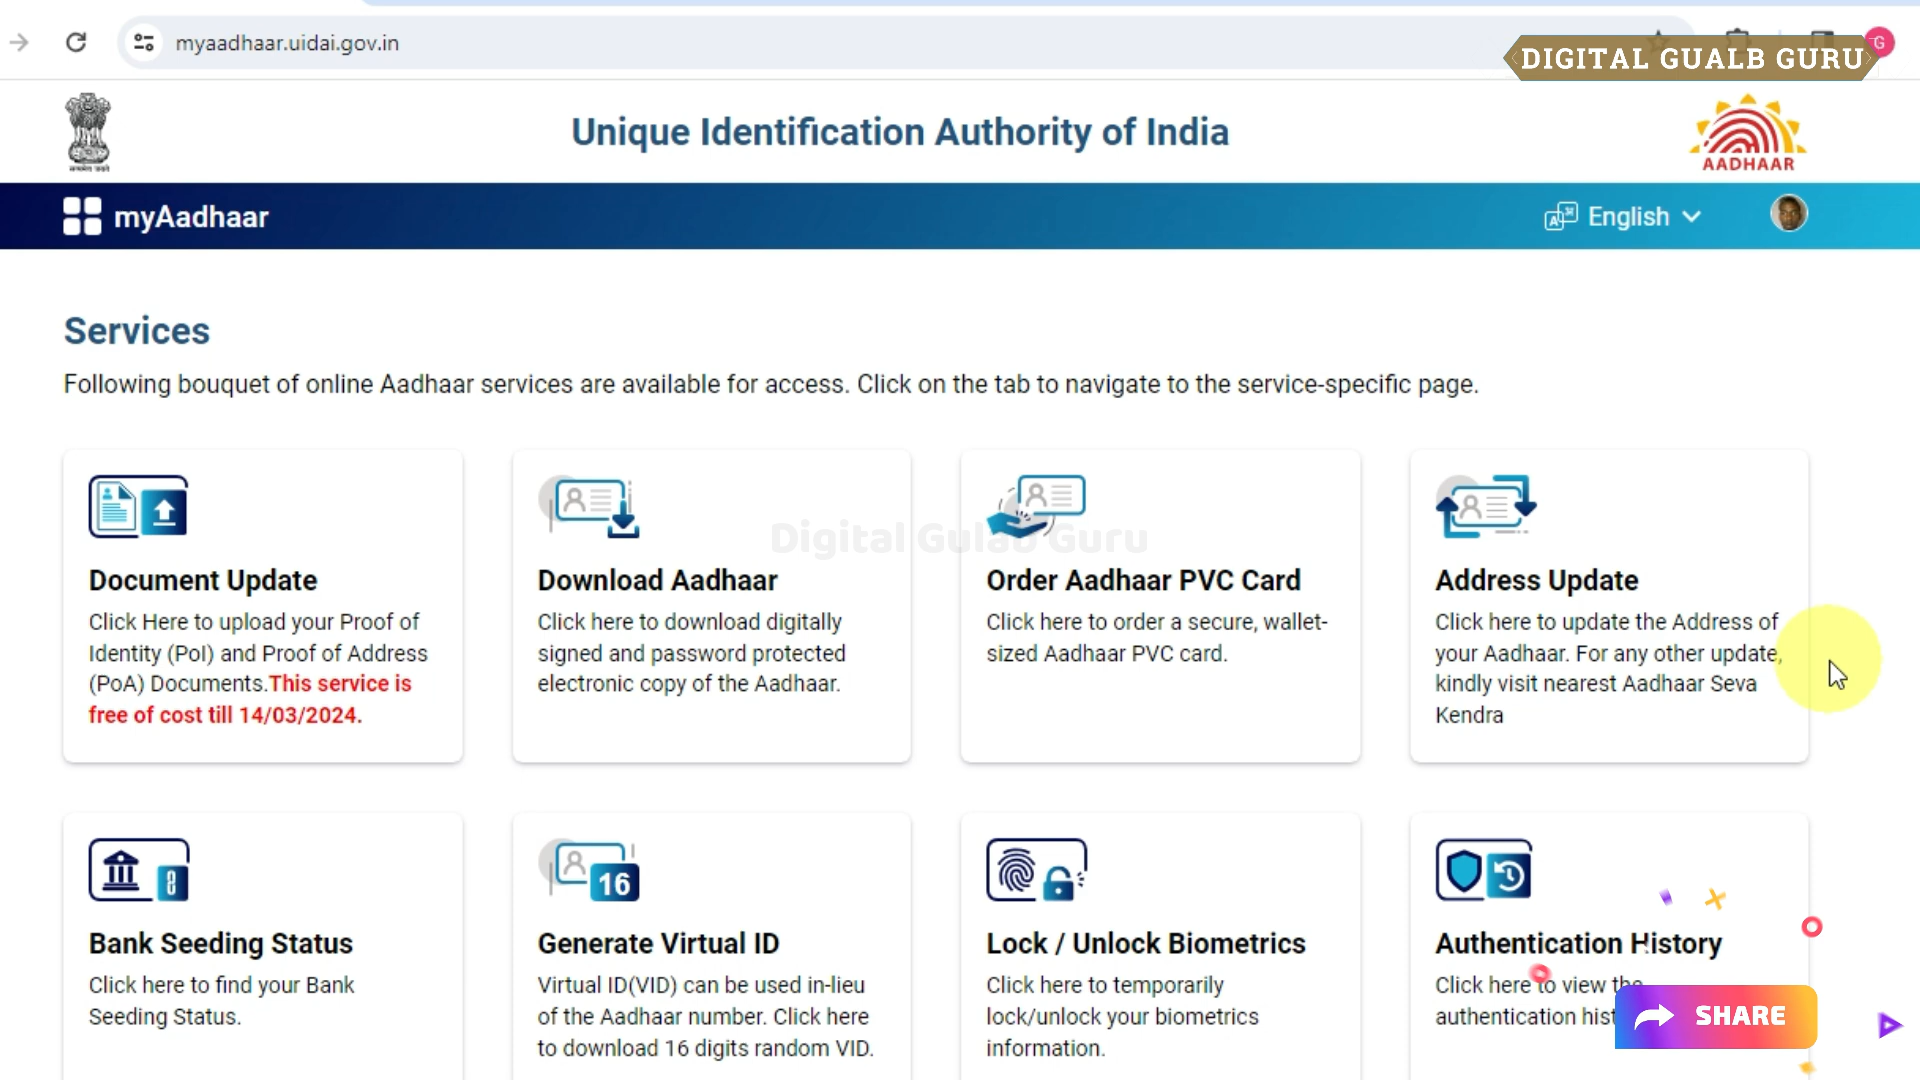 myaadhaar.uidai.gov.in
G
DIGITAL GUALB GURU
Unique Identification Authority of India
AADHAAR
myAadhaar
English
Services
Following bouquet of online Aadhaar services are available for access. Click on the tab to navigate to the service-specific page.
Document Update
Click Here to upload your Proof of
Identity (PoI) and Proof of Address
(PoA) Documents.This service is
free of cost till 14/03/2024.
Download Aadhaar
Click here to download digitally
signed and password protected
electronic copy of the Aadhaar.
Order Aadhaar PVC Card
Click here to order a secure, wallet-
sized Aadhaar PVC card.
Address Update
Click here to update the Address of
your Aadhaar. For any other update,
kindly visit nearest Aadhaar Seva
Kendra
Digital Gulab Guru
Bank Seeding Status
Click here to find your Bank
Seeding Status.
16
Generate Virtual ID
Virtual ID(VID) can be used in-lieu
of the Aadhaar number. Click here
to download 16 digits random VID.
Lock / Unlock Biometrics
Click here to temporarily
lock/unlock your biometrics
information.
Authentication History
Click here to view the
authentication hist
SHARE